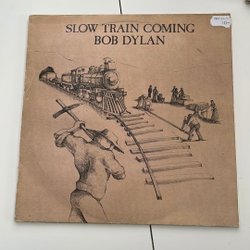 SLOW TRAIN COMING
BOB DYLAN